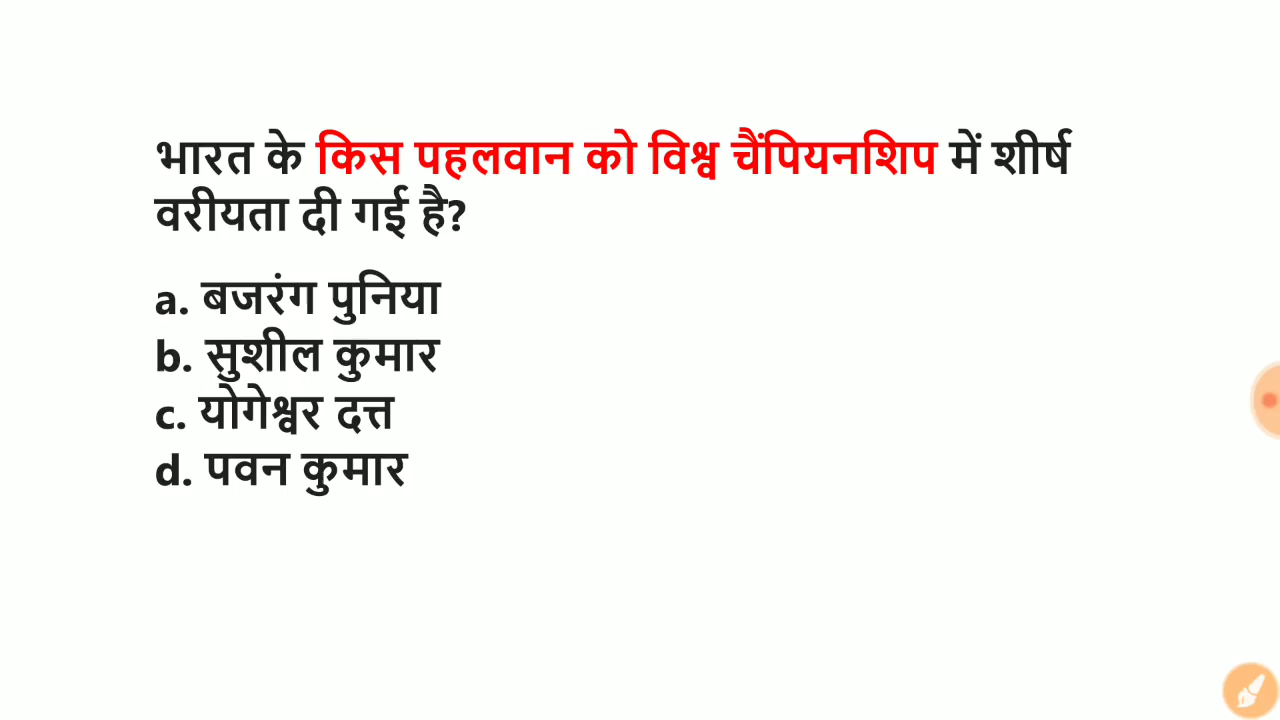 भारत के किस पहलवान को विश्व चैंपियनशिप में शीर्ष
वरीयता दी गई है?
a. बजरंग पुनिया
b. सुशील कुमार
c. योगेश्वर दत्त
d. पवन कुमार